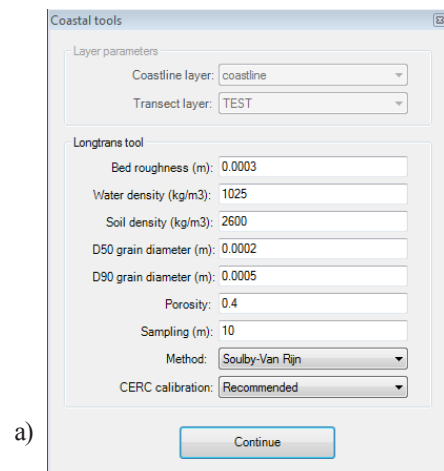 Coastal tools
Layer parameters
Coastline layer: coastline
Transect layer: TEST
Longtrans tool
Bed roughness (m): 0.0003
Water density (kg/m3): 1025
Soil density (kg/m3): 2600
D50 grain diameter (m): 0.0002
D90 grain diameter (m): 0.0005
Porosity: 0.4
Sampling (m): 10
Method: Soulby-Van Rijn
CERC calibration: Recommended
a) Continue